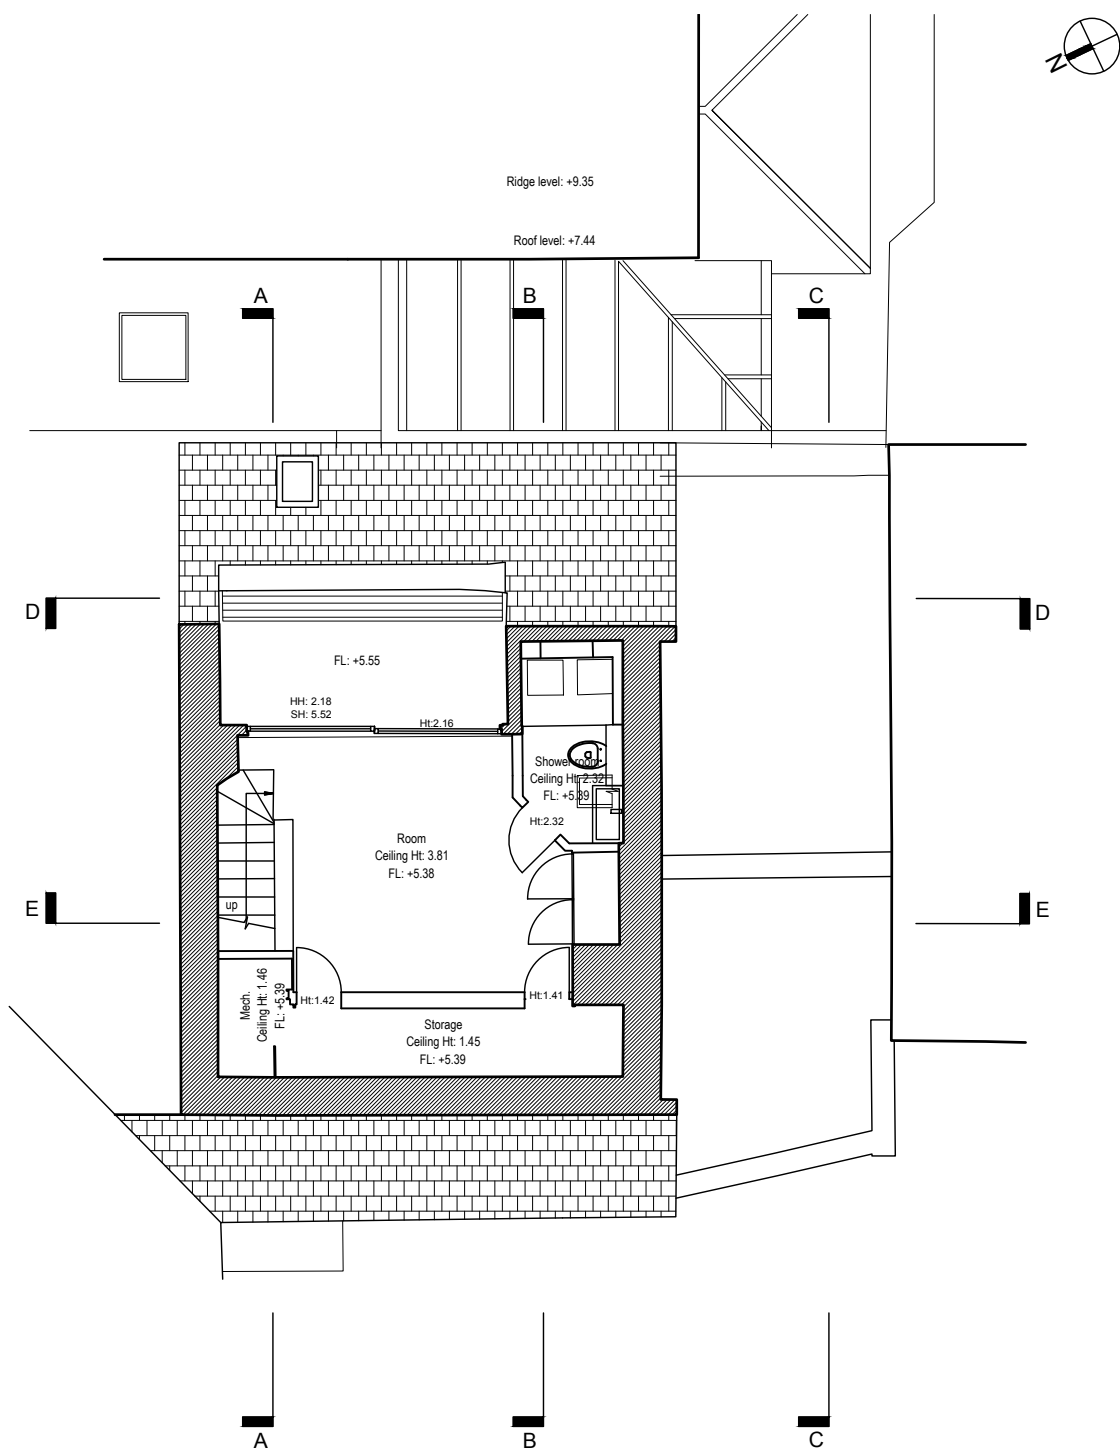 N
Ridge level: +9.35
Roof level: +7.44
A
B
C
D
D
FL: +5.55
HH: 2.18
SH: 5.52
Ht:2.16
Shower room
Ceiling Ht: 2.32
FL: +5.39
Ht:2.32
Room
Ceiling Ht: 3.81
FL: +5.38
up
E
E
Mech.
Ceiling Ht: 1.46
FL: +5.39
Ht:1.42
Ht:1.41
Storage
Ceiling Ht: 1.45
FL: +5.39
A
B
C